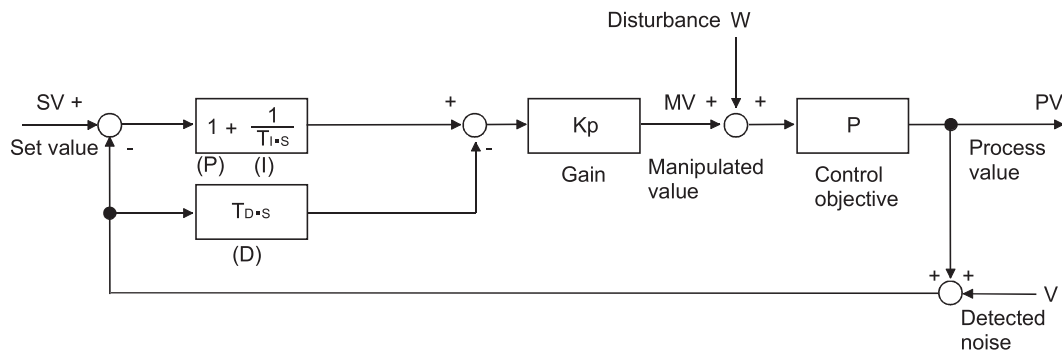 Disturbance W
SV +
Set value
-
1 + 1
TI▪S
(P) (I)
TD▪S
(D)
+
-
Kp
Gain
MV + +
Manipulated
value
P
Control
objective
PV
Process
value
+ +
V
Detected
noise